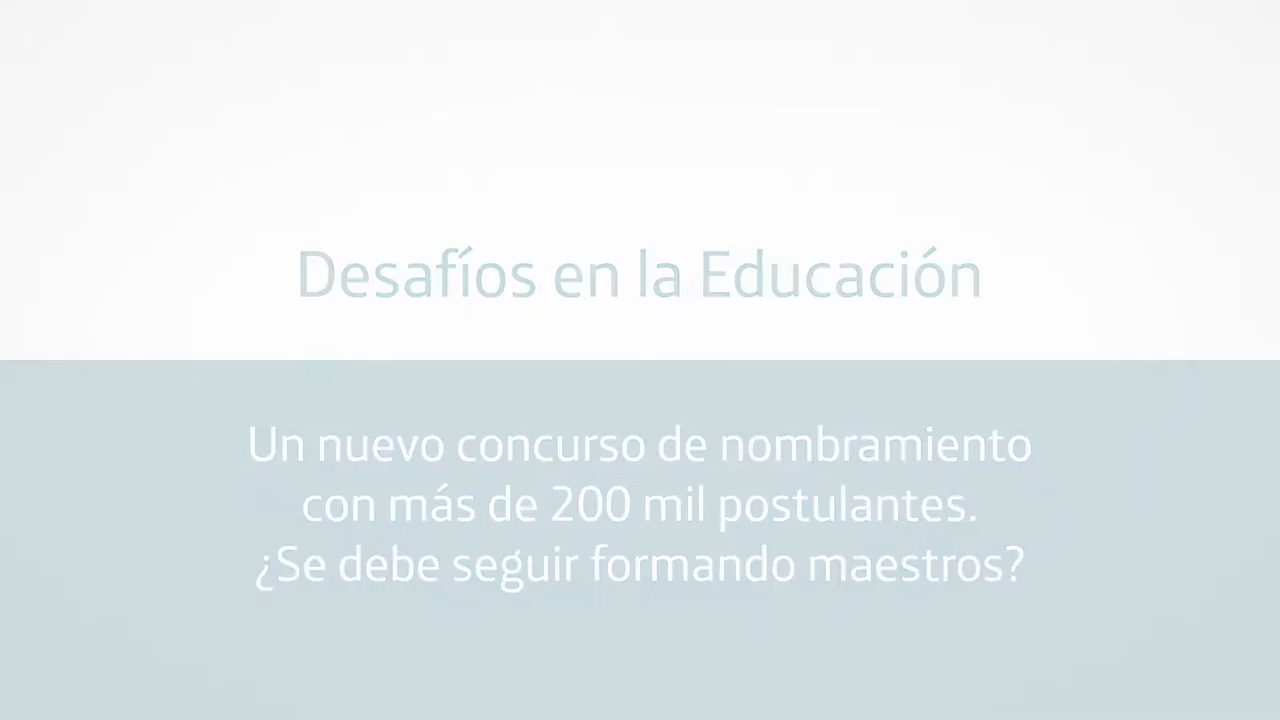 Desafíos en la Educación
Un nuevo concurso de nombramiento
con más de 200 mil postulantes.
¿Se debe seguir formando maestros?